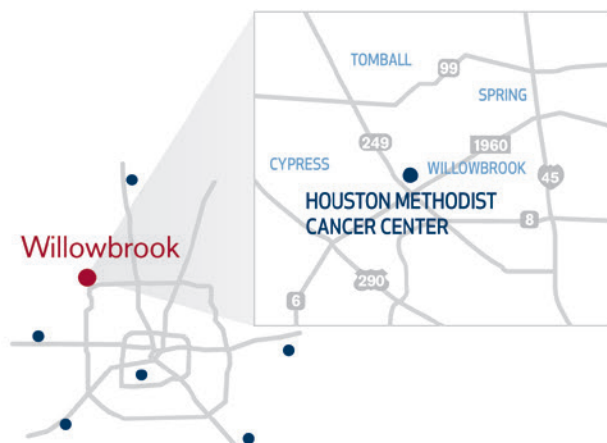 TOMBALL
99
SPRING
249
1960
CYPRESS
WILLOWBROOK
45
HOUSTON METHODIST
CANCER CENTER
8
Willowbrook
290
6